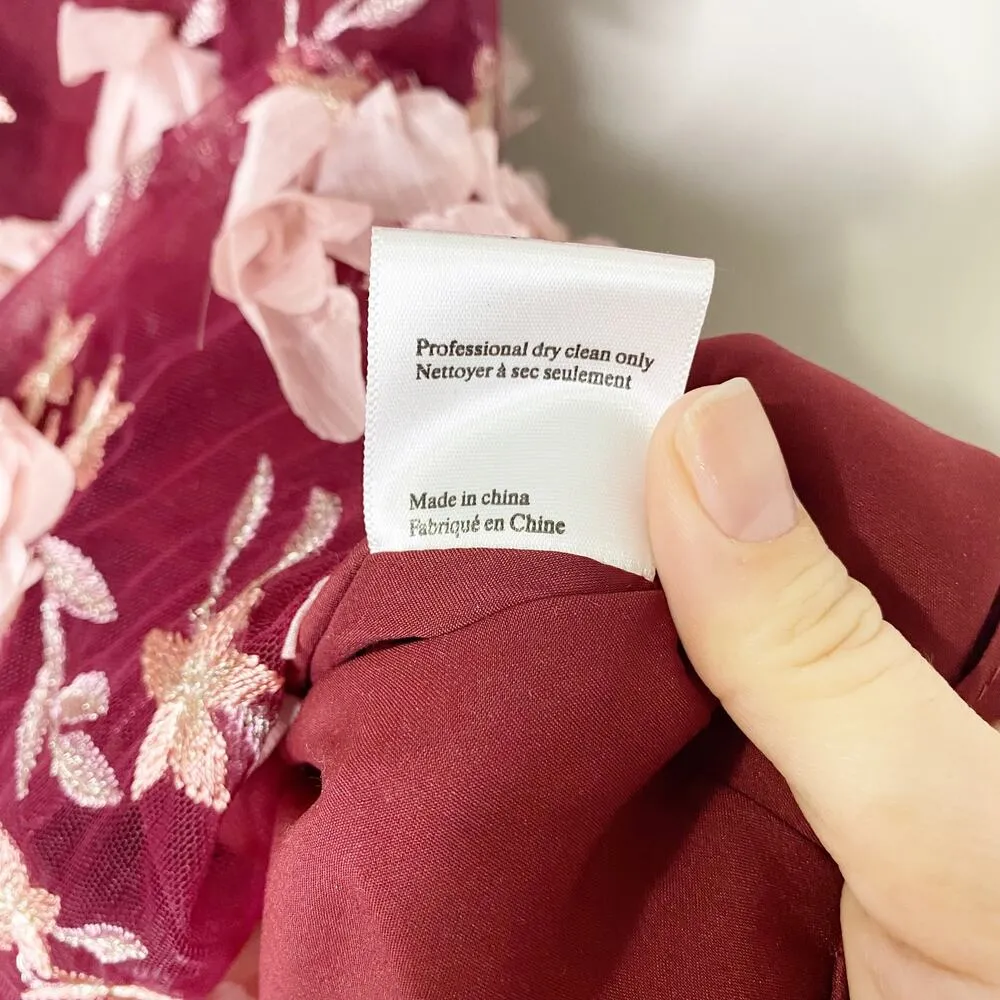 Professional dry clean only
Nettoyer à sec seulement
Made in china
Fabriqué en Chine